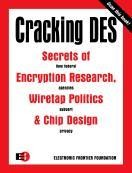 Cracking DES
Secrets of
How federal
Encryption Research,
agencies
Wiretap Politics
subvert
& Chip Design
privacy
ELECTRONIC FRONTIER FOUNDATION